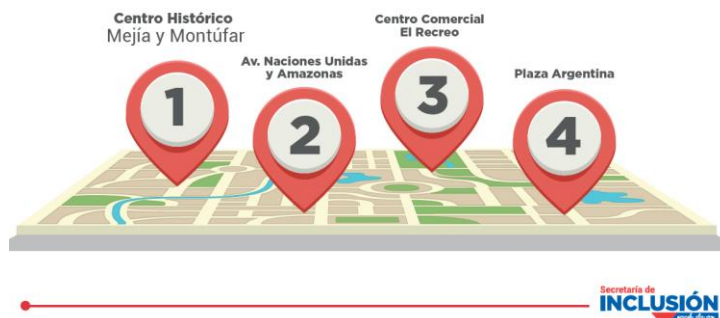 Centro Histórico
Mejía y Montúfar
Av. Naciones Unidas
y Amazonas
Centro Comercial
El Recreo
Plaza Argentina
1
2
3
4
Secretaría de
INCLUSIÓN